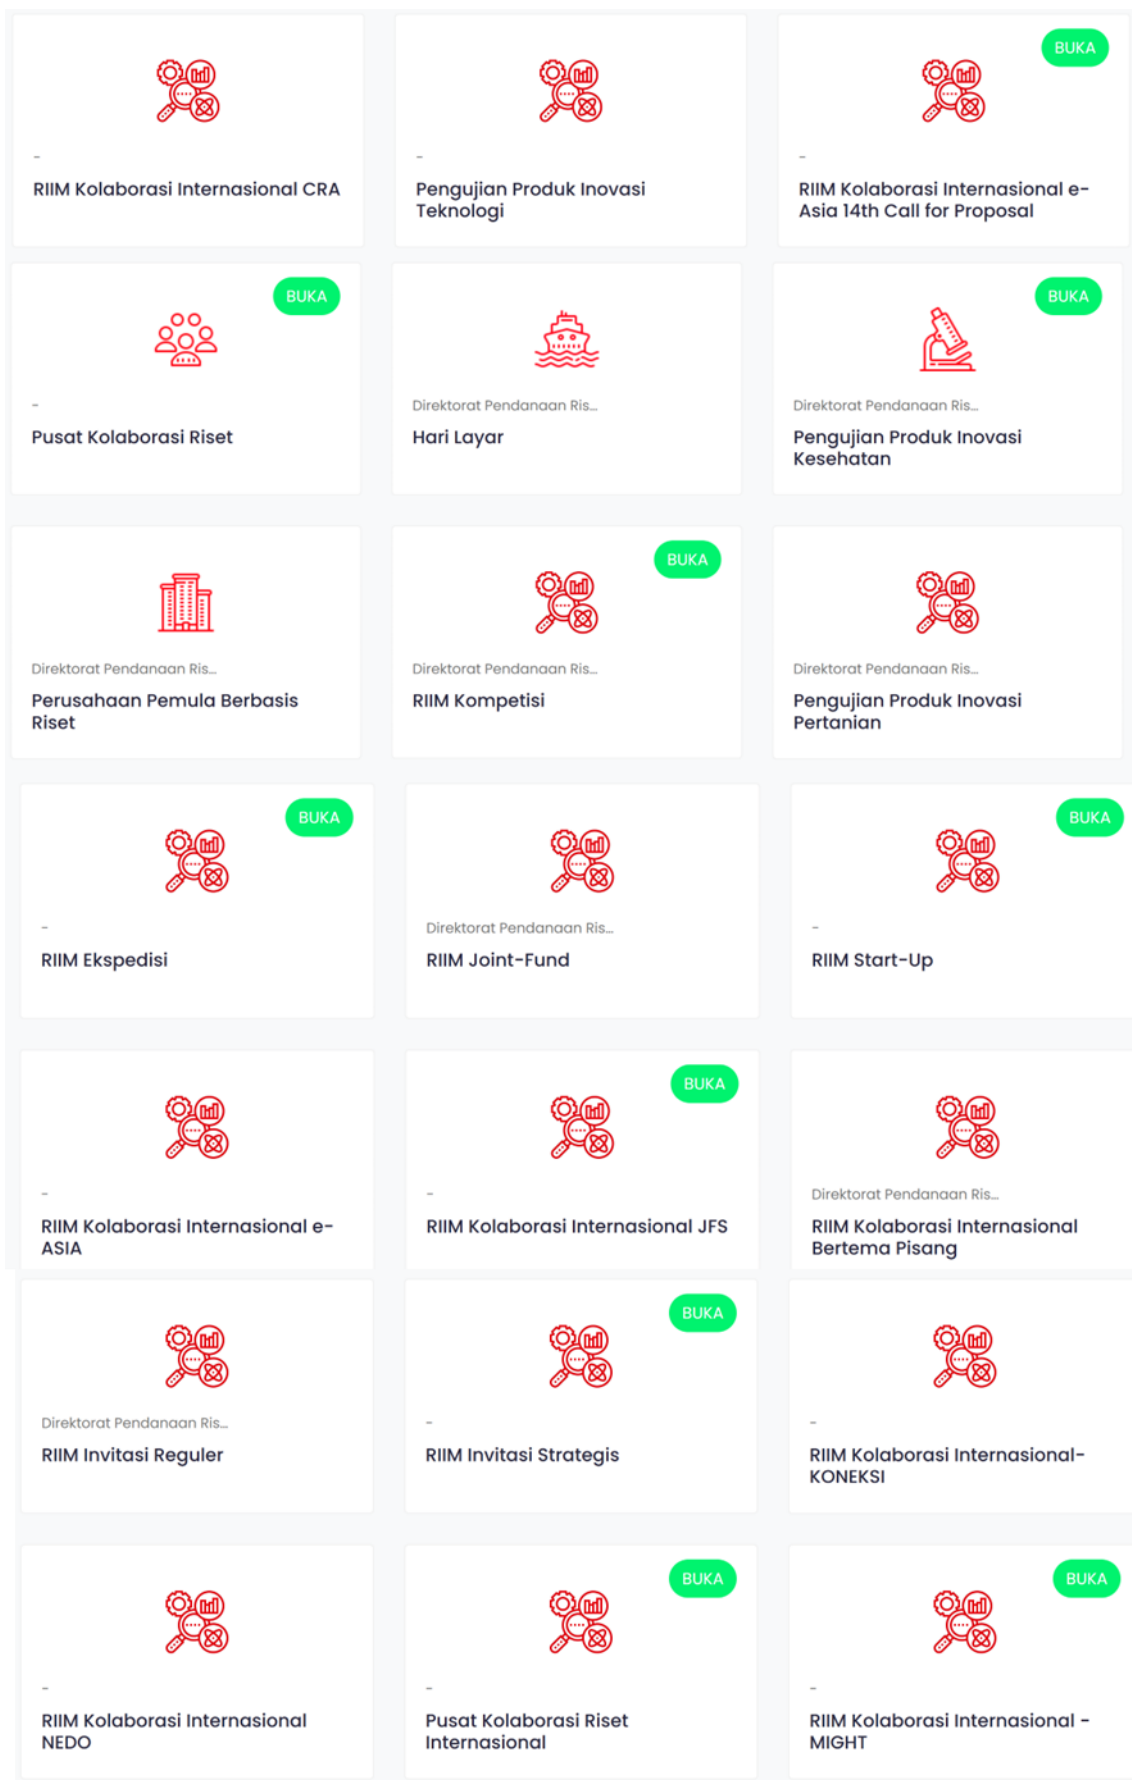 -
RIIM Kolaborasi Internasional CRA
-
Pengujian Produk Inovasi
Teknologi
BUKA
-
RIIM Kolaborasi Internasional e-
Asia 14th Call for Proposal
BUKA
-
Pusat Kolaborasi Riset
Direktorat Pendanaan Ris...
Hari Layar
BUKA
Direktorat Pendanaan Ris...
Pengujian Produk Inovasi
Kesehatan
Direktorat Pendanaan Ris...
Perusahaan Pemula Berbasis
Riset
BUKA
Direktorat Pendanaan Ris...
RIIM Kompetisi
Direktorat Pendanaan Ris...
Pengujian Produk Inovasi
Pertanian
BUKA
-
RIIM Ekspedisi
Direktorat Pendanaan Ris...
RIIM Joint-Fund
BUKA
-
RIIM Start-Up
-
RIIM Kolaborasi Internasional e-
ASIA
BUKA
-
RIIM Kolaborasi Internasional JFS
Direktorat Pendanaan Ris...
RIIM Kolaborasi Internasional
Bertema Pisang
Direktorat Pendanaan Ris...
RIIM Invitasi Reguler
BUKA
-
RIIM Invitasi Strategis
-
RIIM Kolaborasi Internasional-
KONEKSI
-
RIIM Kolaborasi Internasional
NEDO
BUKA
-
Pusat Kolaborasi Riset
Internasional
BUKA
-
RIIM Kolaborasi Internasional -
MIGHT